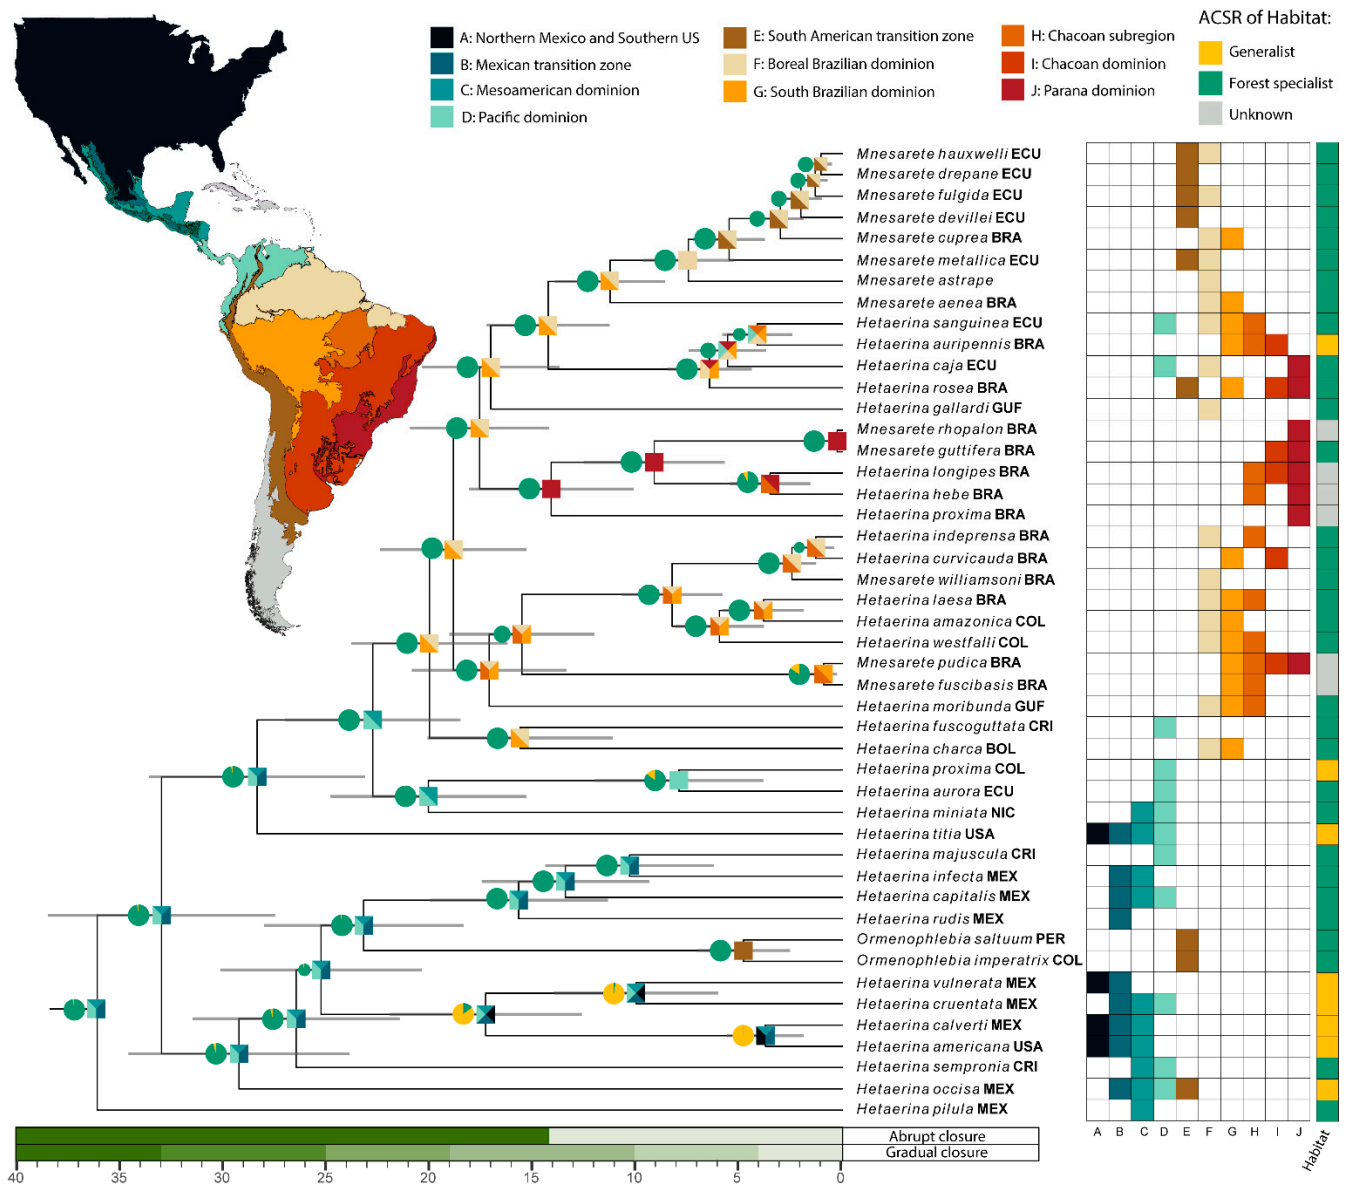 ACSR of Habitat:
A: Northern Mexico and Southern US
B: Mexican transition zone
C: Mesoamerican dominion
D: Pacific dominion
E: South American transition zone
F: Boreal Brazilian dominion
G: South Brazilian dominion
H: Chacoan subregion
I: Chacoan dominion
J: Parana dominion
Generalist
Forest specialist
Unknown
Mnesarete hauxwelli ECU
Mnesarete drepane ECU
Mnesarete fulgida ECU
Mnesarete devillei ECU
Mnesarete cuprea BRA
Mnesarete metallica ECU
Mnesarete astrape
Mnesarete aenea BRA
Hetaerina sanguinea ECU
Hetaerina auripennis BRA
Hetaerina caja ECU
Hetaerina rosea BRA
Hetaerina gallardi GUF
Mnesarete rhopalon BRA
Mnesarete guttifera BRA
Hetaerina longipes BRA
Hetaerina hebe BRA
Hetaerina proxima BRA
Hetaerina indeprensa BRA
Hetaerina curvicauda BRA
Mnesarete williamsoni BRA
Hetaerina laesa BRA
Hetaerina amazonica COL
Hetaerina westfalli COL
Mnesarete pudica BRA
Mnesarete fuscibasis BRA
Hetaerina moribunda GUF
Hetaerina fuscoguttata CRI
Hetaerina charca BOL
Hetaerina proxima COL
Hetaerina aurora ECU
Hetaerina miniata NIC
Hetaerina titia USA
Hetaerina majuscula CRI
Hetaerina infecta MEX
Hetaerina capitalis MEX
Hetaerina rudis MEX
Ormenophlebia saltuum PER
Ormenophlebia imperatrix COL
Hetaerina vulnerata MEX
Hetaerina cruentata MEX
Hetaerina calverti MEX
Hetaerina americana USA
Hetaerina sempronia CRI
Hetaerina occisa MEX
Hetaerina pilula MEX
A B C D E F G H I J
Habitat
Abrupt closure
Gradual closure
40 35 30 25 20 15 10 5 0